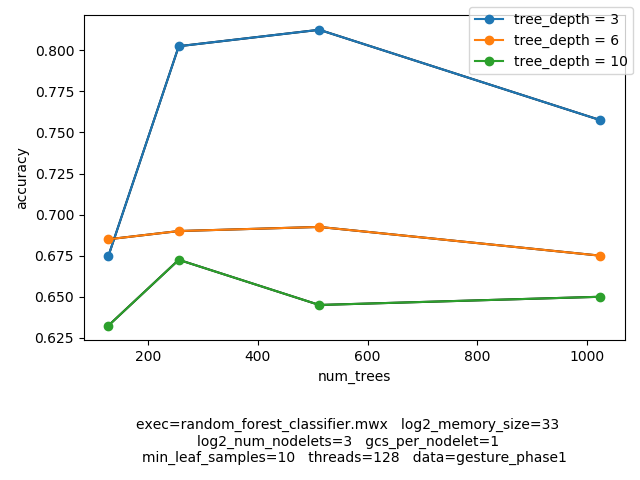 tree_depth = 3
tree_depth = 6
tree_depth = 10
0.800
0.775
0.750
0.725
0.700
0.675
0.650
0.625
accuracy
200 400 600 800 1000
num_trees
exec=random_forest_classifier.mwx log2_memory_size=33
log2_num_nodelets=3 gcs_per_nodelet=1
min_leaf_samples=10 threads=128 data=gesture_phase1